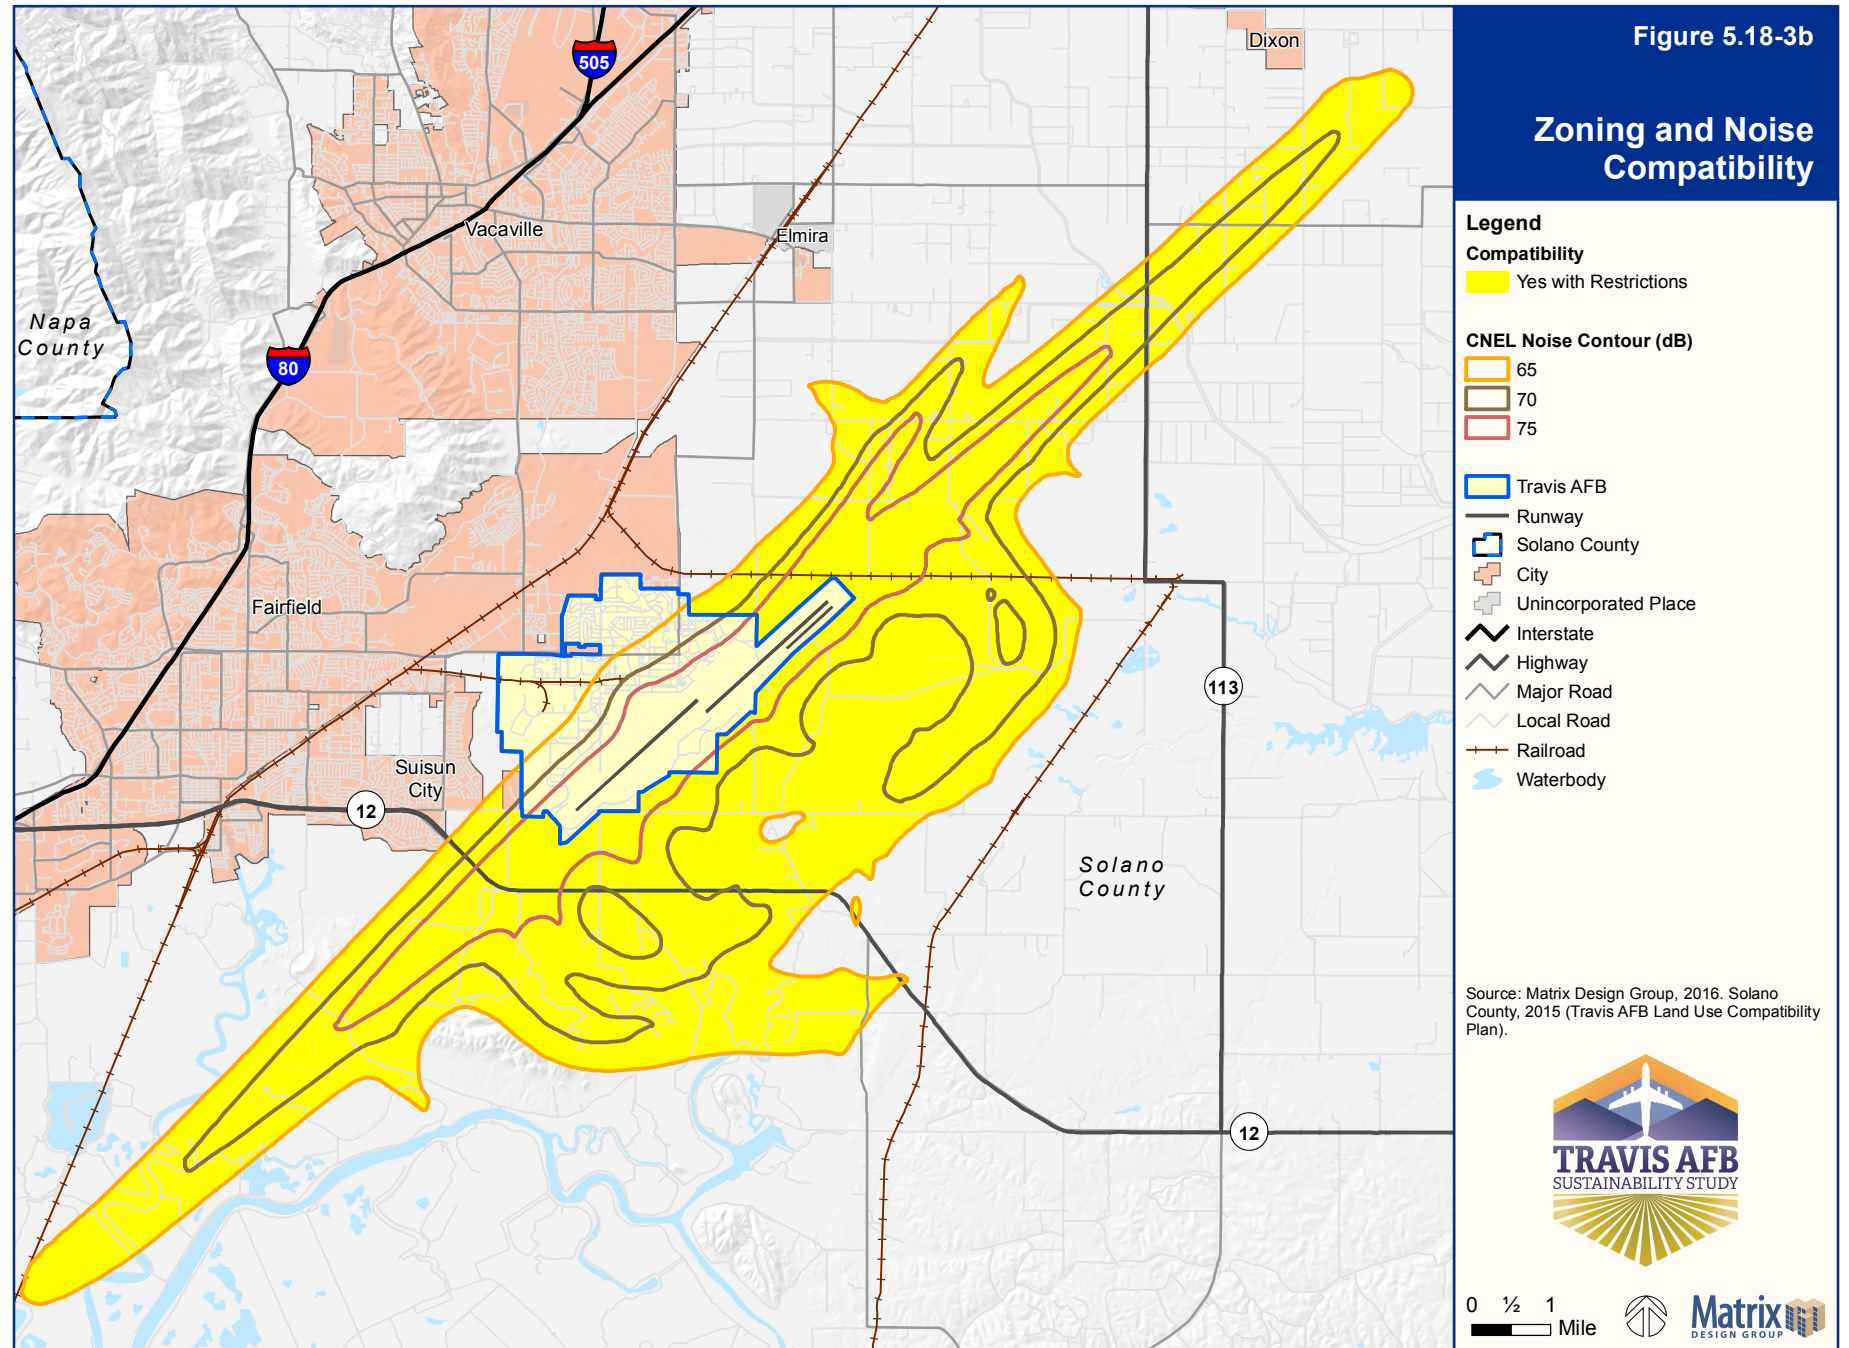 Figure 5.18-3b
Zoning and Noise
Compatibility
Legend
Compatibility
Yes with Restrictions
CNEL Noise Contour (dB)
65
70
75
Travis AFB
Runway
Solano County
City
Unincorporated Place
Interstate
Highway
Major Road
Local Road
Railroad
Waterbody
Source: Matrix Design Group, 2016. Solano
County, 2015 (Travis AFB Land Use Compatibility
Plan).
TRAVIS AFB
SUSTAINABILITY STUDY
0 ½ 1
Mile
Matrix
DESIGN GROUP
Dixon
505
Vacaville
Elmira
Napa
County
80
Fairfield
113
Suisun
City
12
Solano
County
12